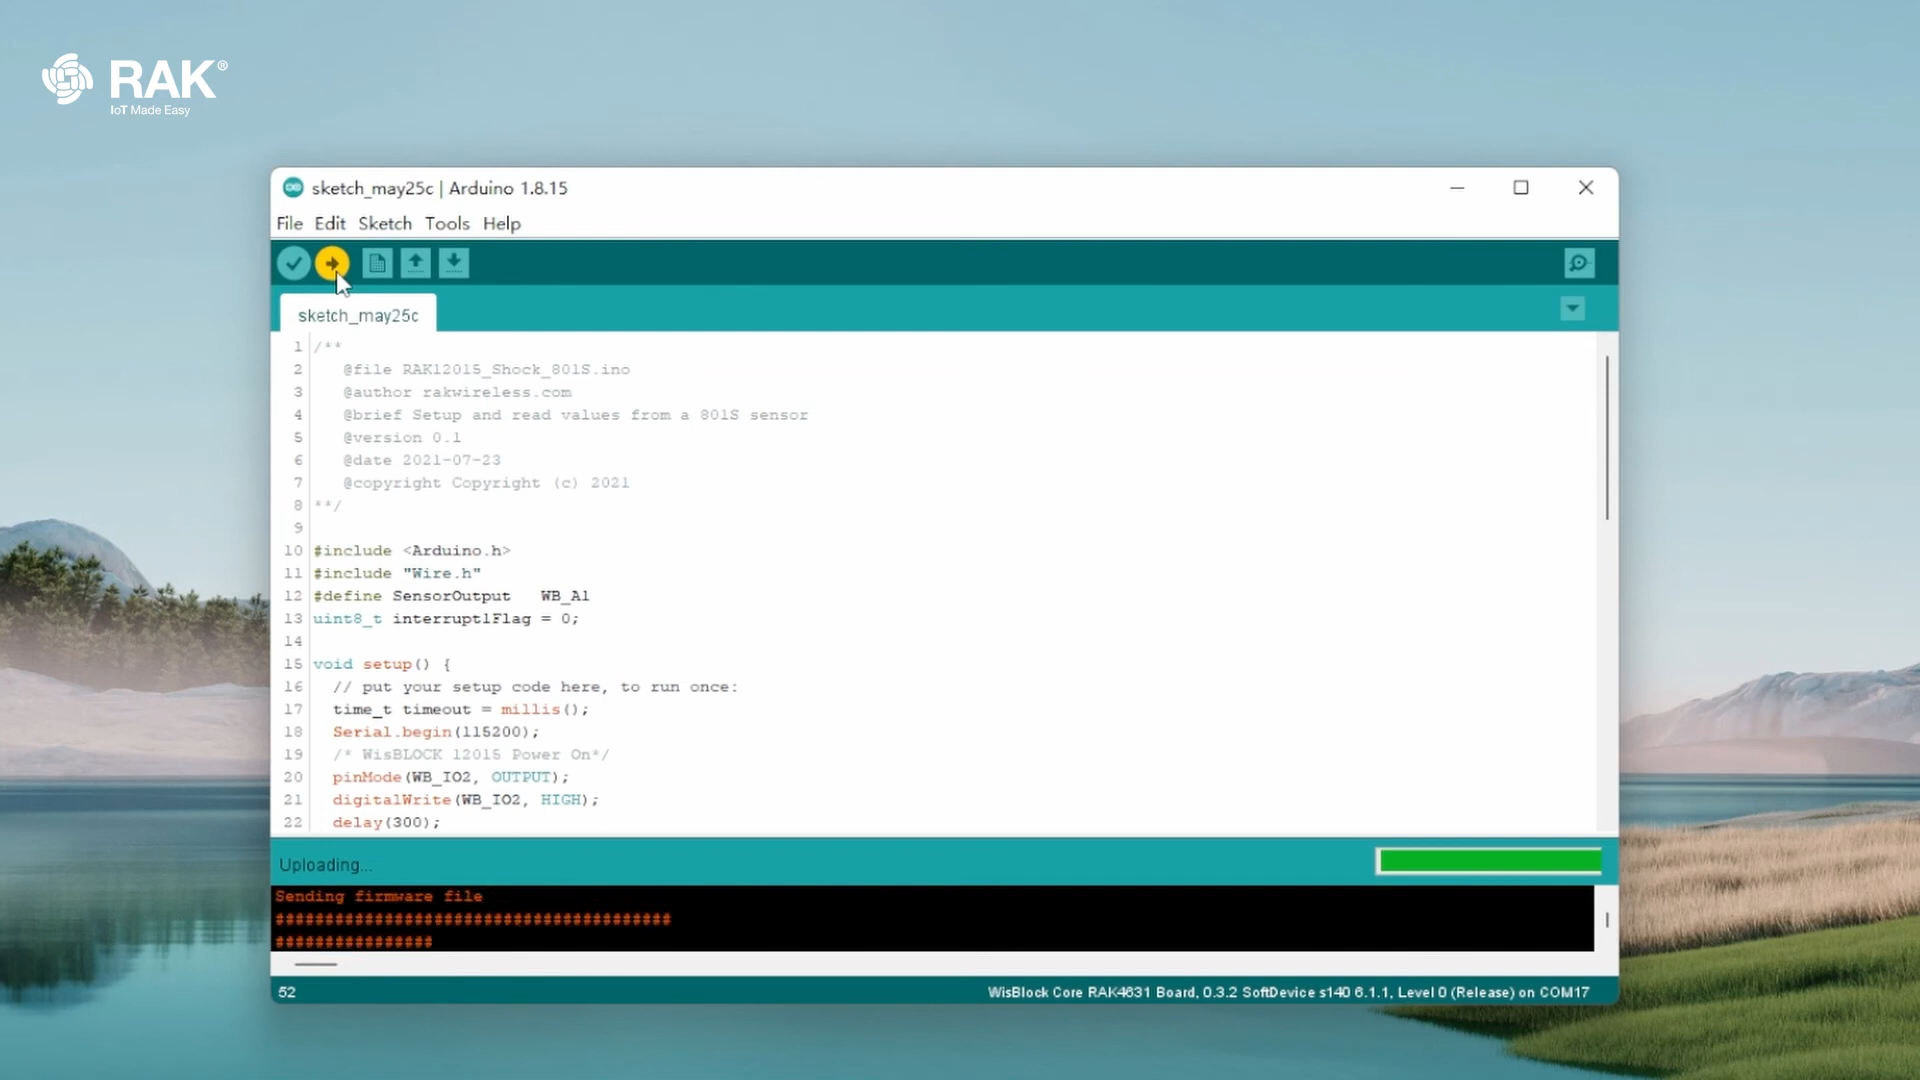 RAK®
IoT Made Easy
sketch_may25c | Arduino 1.8.15
File Edit Sketch Tools Help
sketch_may25c
1 /**
2 @file RAK12015_Shock_801S.ino
3 @author rakwireless.com
4 @brief Setup and read values from a 801S sensor
5 @version 0.1
6 @date 2021-07-23
7 @copyright Copyright (c) 2021
8 **/
9
10 #include <Arduino.h>
11 #include "Wire.h"
12 #define SensorOutput WB_A1
13 uint8_t interrupt1Flag = 0;
14
15 void setup() {
16 // put your setup code here, to run once:
17 time_t timeout = millis();
18 Serial.begin(115200);
19 /* WisBLOCK 12015 Power On*/
20 pinMode(WB_IO2, OUTPUT);
21 digitalWrite(WB_IO2, HIGH);
22 delay(300);
Uploading...
Sending firmware file
########################################
################
52
WisBlock Core RAK4631 Board, 0.3.2 SoftDevice s140 6.1.1, Level 0 (Release) on COM17